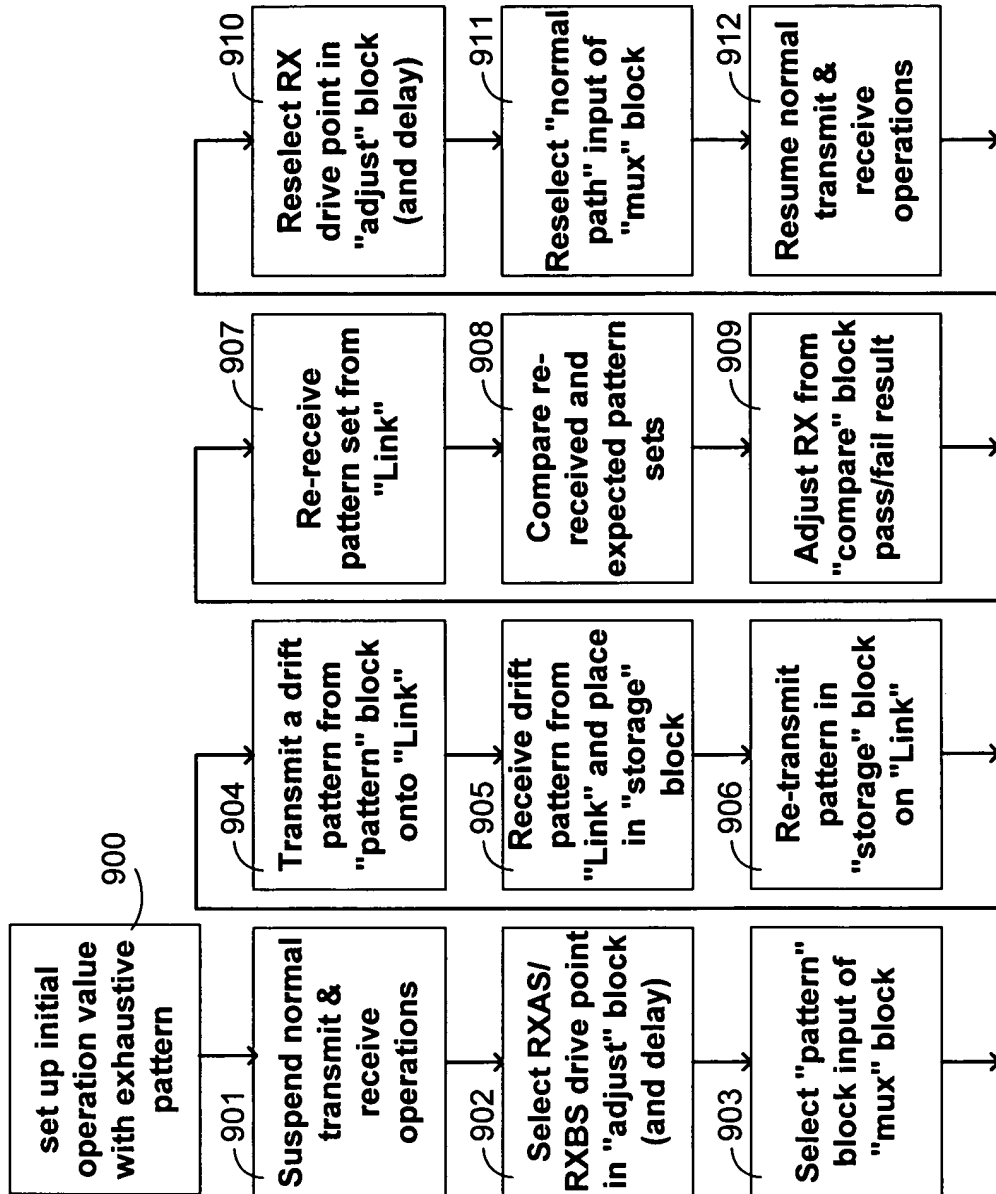 set up initial
operation value
with exhaustive
pattern
900
901
Suspend normal
transmit &
receive
operations
902
Select RXAS/
RXBS drive point
in "adjust" block
(and delay)
903
Select "pattern"
block input of
"mux" block
904
Transmit a drift
pattern from
"pattern" block
onto "Link"
905
Receive drift
pattern from
"Link" and place
in "storage"
block
906
Re-transmit
pattern in
"storage" block
on "Link"
907
Re-receive
pattern set from
"Link"
908
Compare re-
received and
expected pattern
sets
909
Adjust RX from
"compare" block
pass/fail result
910
Reselect RX
drive point in
"adjust" block
(and delay)
911
Reselect "normal
path" input of
"mux" block
912
Resume normal
transmit &
receive
operations